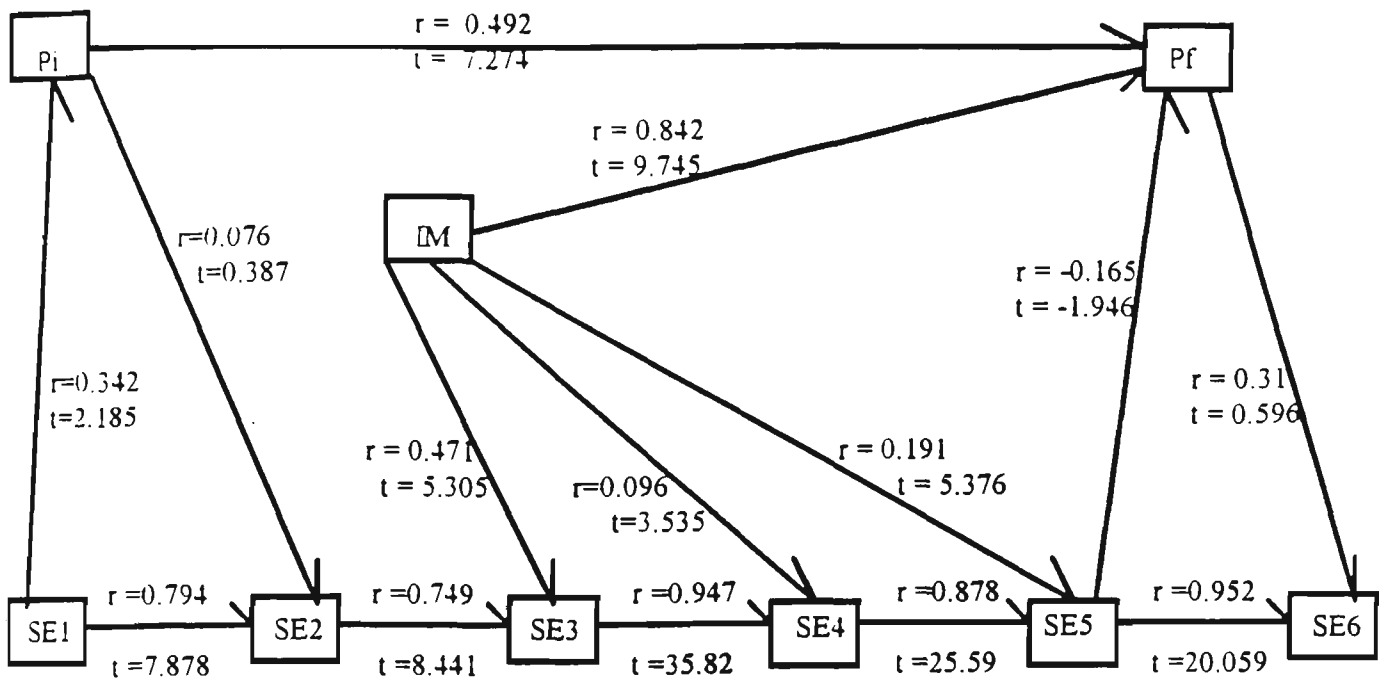 r = 0.492
t = 7.274
Pi
Pf
r = 0.842
t = 9.745
IM
r=0.076
t=0.387
r = -0.165
t = -1.946
r=0.342
t=2.185
r = 0.31
t = 0.596
r = 0.471
t = 5.305
r=0.096
t=3.535
r = 0.191
t = 5.376
r =0.794
r =0.749
r =0.947
r =0.878
r =0.952
SE1
SE2
SE3
SE4
SE5
SE6
t =7.878
t =8.441
t =35.82
t =25.59
t =20.059